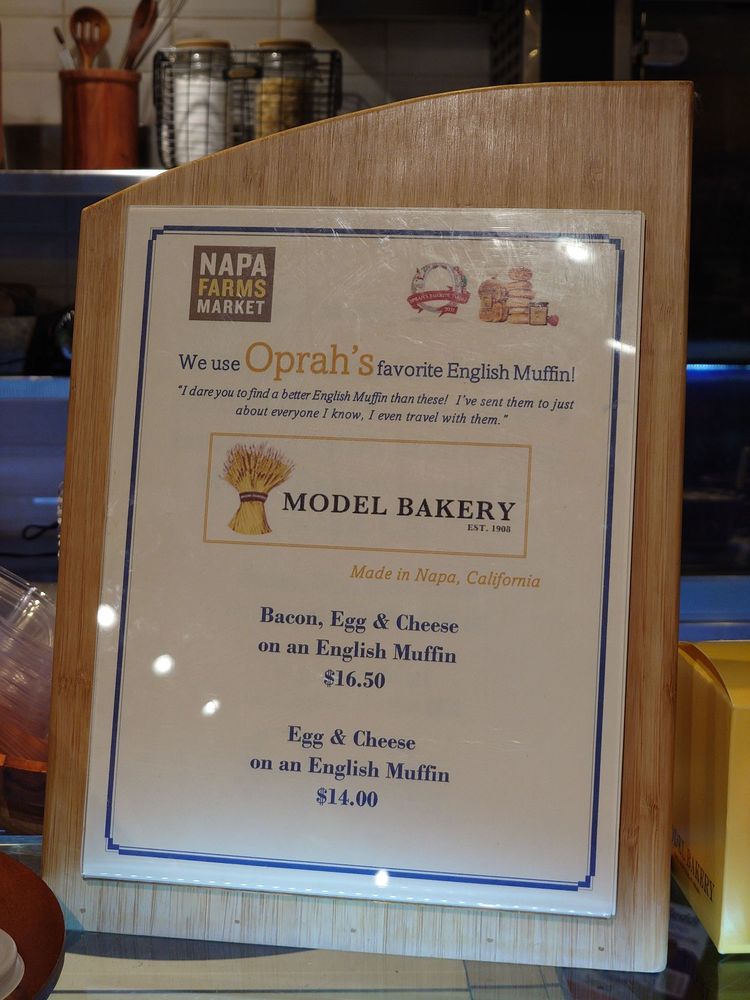 NAPA
FARMS
MARKET
We use Oprah's favorite English Muffin!
"I dare you to find a better English Muffin than these! I've sent them to just
about everyone I know, I even travel with them."
MODEL BAKERY
EST. 1908
Made in Napa, California
Bacon, Egg & Cheese
on an English Muffin
$16.50
Egg & Cheese
on an English Muffin
$14.00
BAKERY